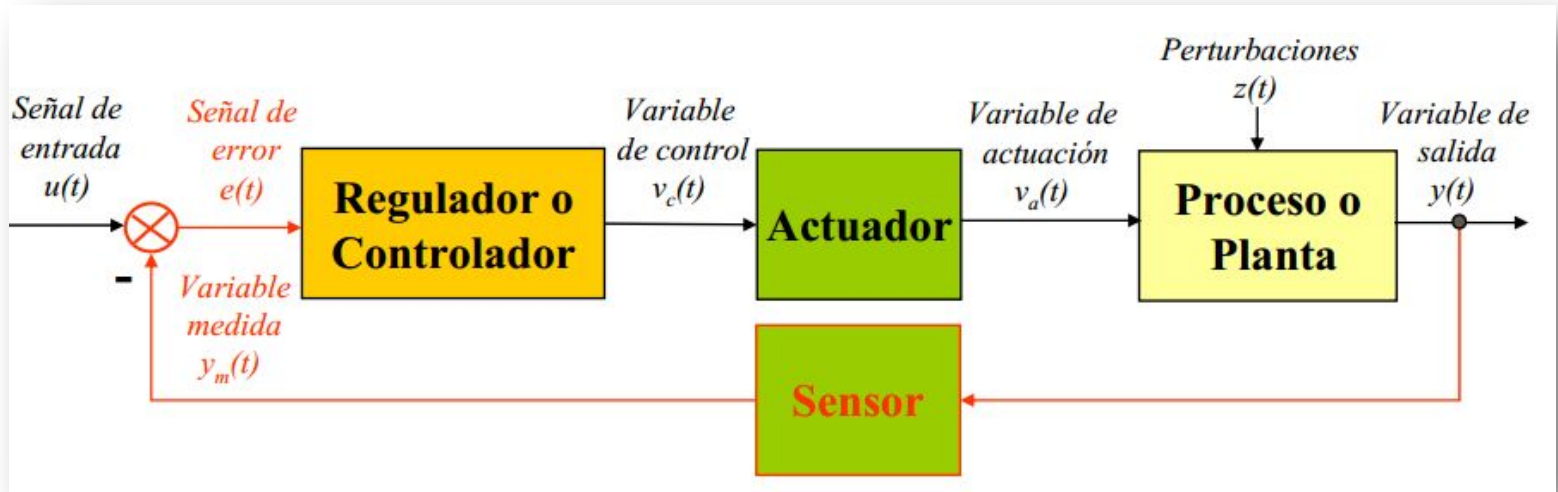 Señal de
entrada
u(t)
Señal de
error
e(t)
Regulador o
Controlador
Variable
de control
v_c(t)
Actuador
Variable de
actuación
v_a(t)
Perturbaciones
z(t)
Proceso o
Planta
Variable de
salida
y(t)
-
Variable
medida
y_m(t)
Sensor